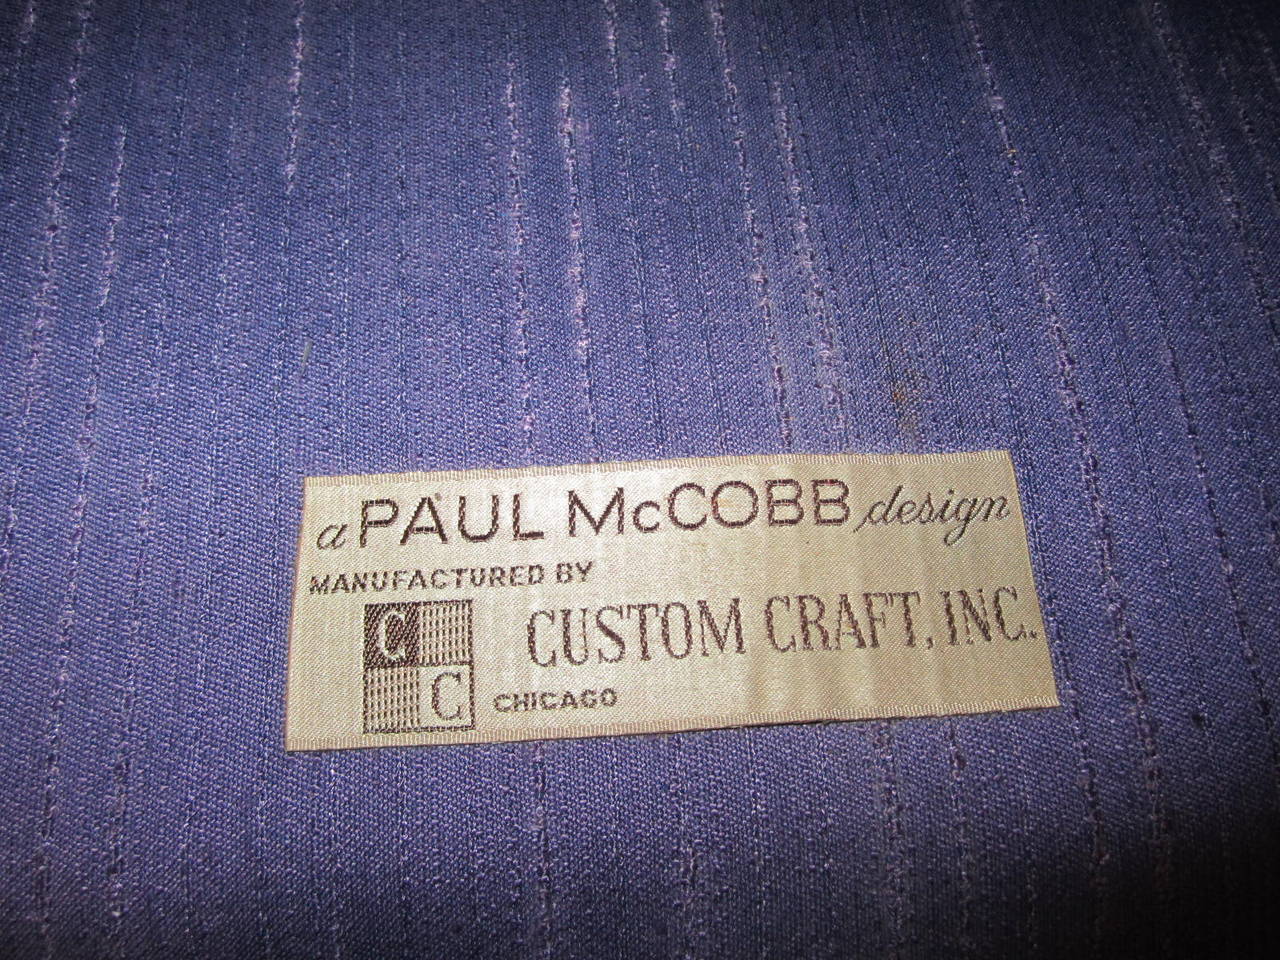 a PAUL McCOBB design
MANUFACTURED BY
C
C
CUSTOM CRAFT, INC.
CHICAGO